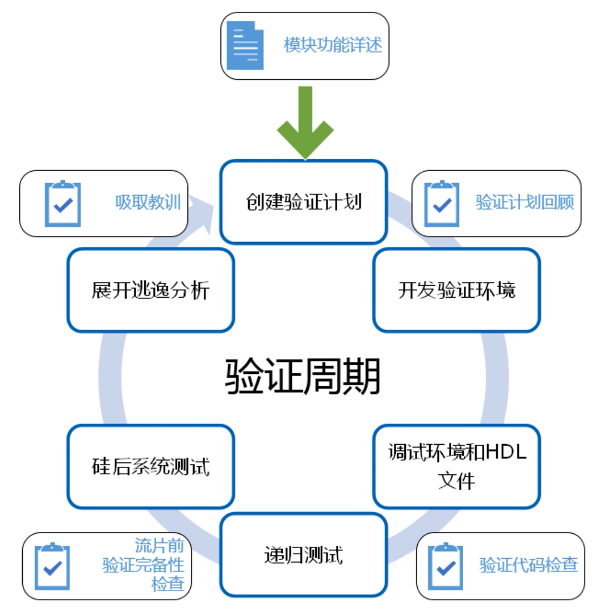 模块功能详述
创建验证计划
吸取教训
验证计划回顾
展开逃逸分析
开发验证环境
验证周期
硅后系统测试
调试环境和HDL
文件
递归测试
流片前
验证完备性
检查
验证代码检查